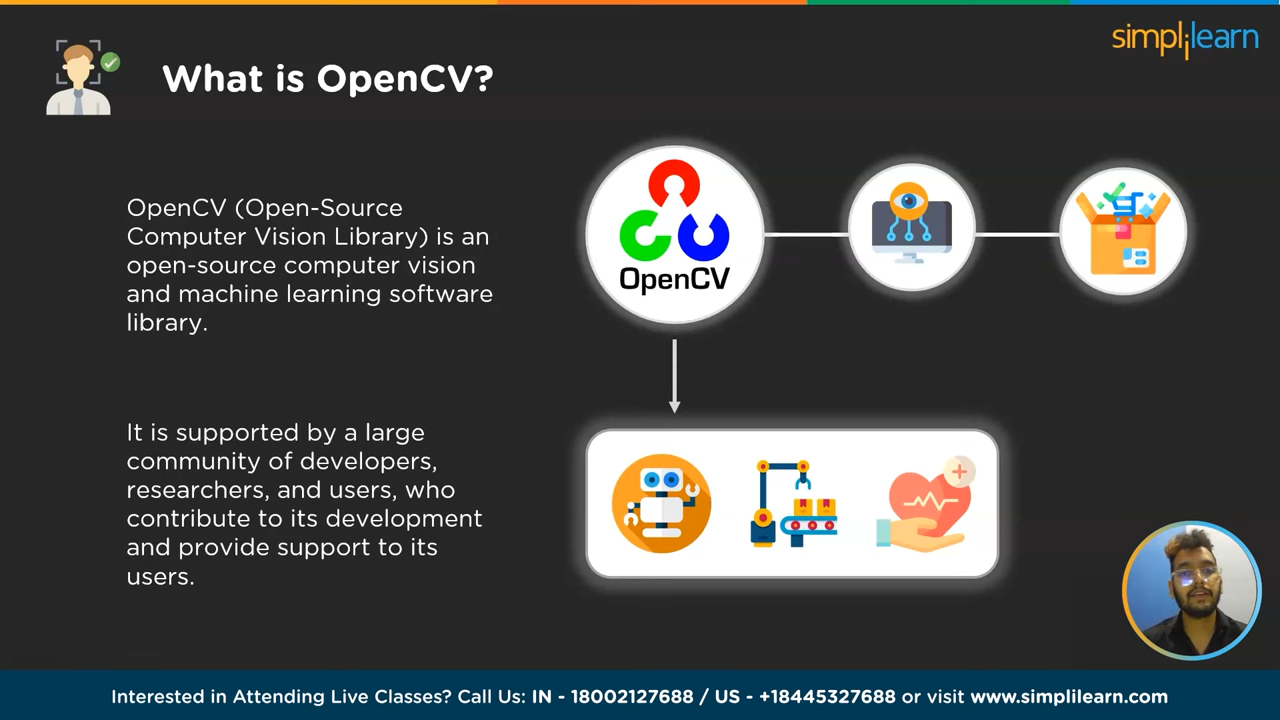 simplilearn
What is OpenCV?
OpenCV (Open-Source
Computer Vision Library) is an
open-source computer vision
and machine learning software
library.
OpenCV
It is supported by a large
community of developers,
researchers, and users, who
contribute to its development
and provide support to its
users.
Interested in Attending Live Classes? Call Us: IN - 18002127688 / US - +18445327688 or visit www.simplilearn.com